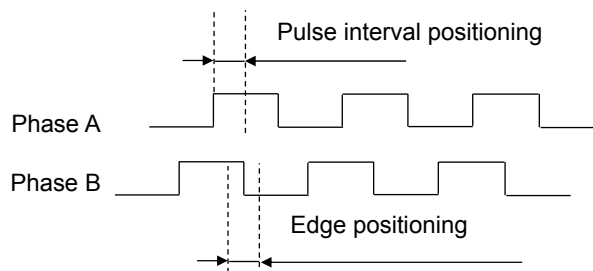 Pulse interval positioning
Phase A
Phase B
Edge positioning